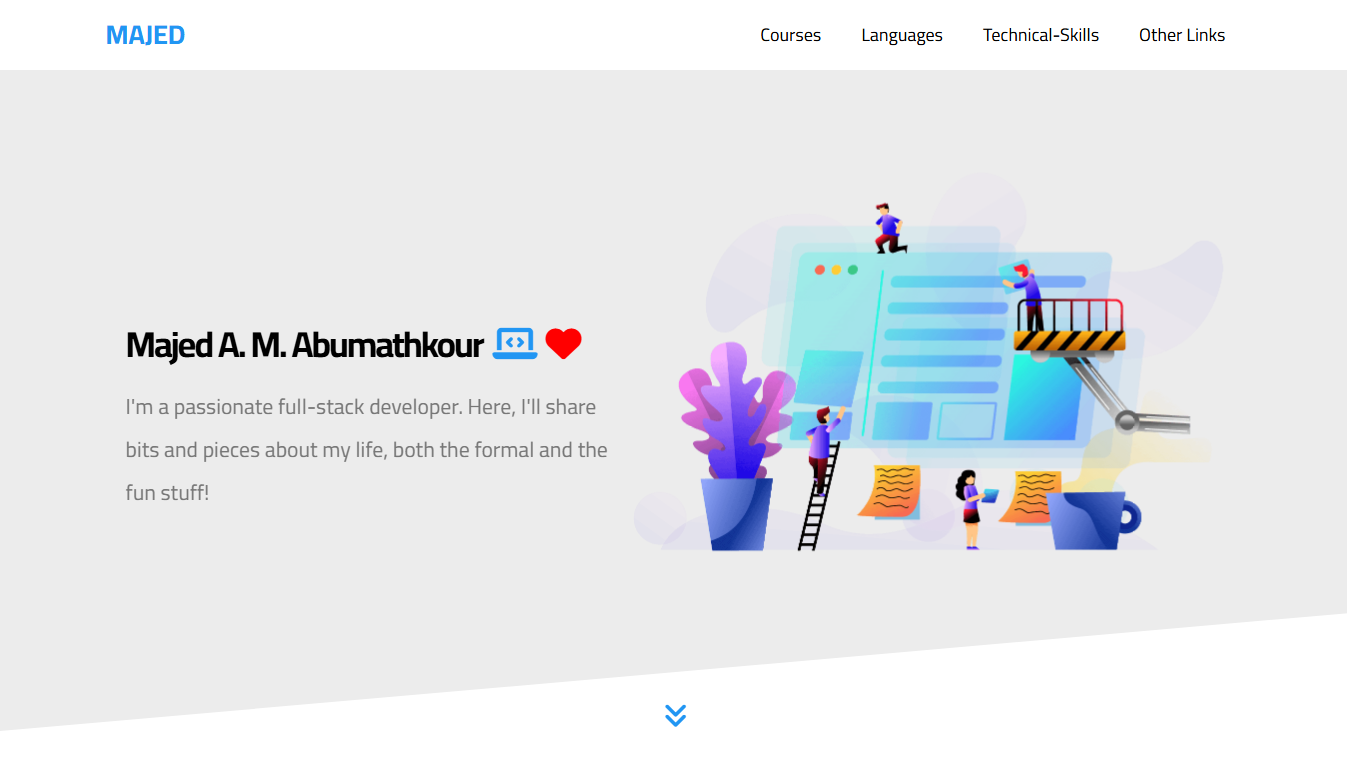 MAJED
Courses
Languages
Technical-Skills
Other Links
Majed A. M. Abumathkour
I'm a passionate full-stack developer. Here, I'll share
bits and pieces about my life, both the formal and the
fun stuff!